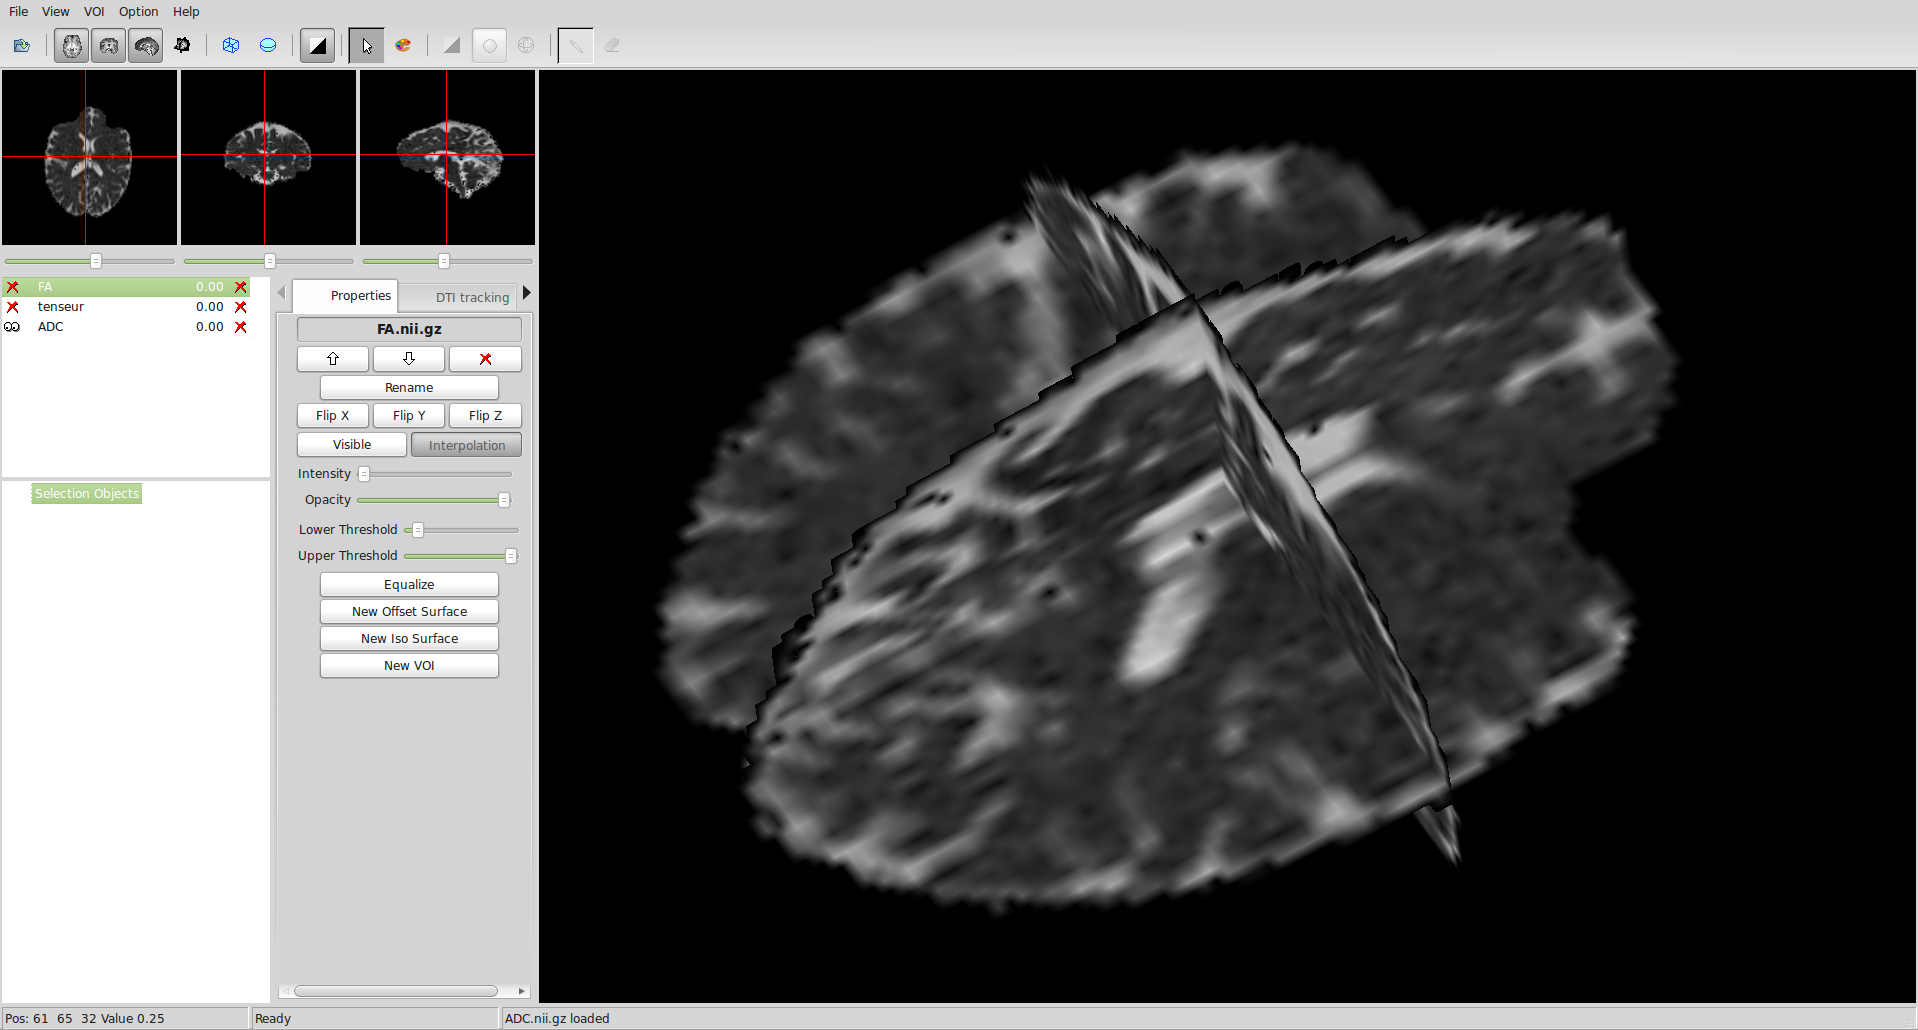 File View VOI Option Help
FA 0.00
tenseur 0.00
ADC 0.00
Selection Objects
Properties DTI tracking
FA.nii.gz
Rename
Flip X Flip Y Flip Z
Visible Interpolation
Intensity
Opacity
Lower Threshold
Upper Threshold
Equalize
New Offset Surface
New Iso Surface
New VOI
Pos: 61 65 32 Value 0.25 Ready ADC.nii.gz loaded